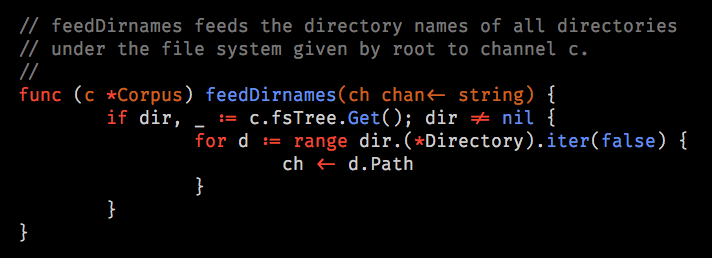 // feedDirnames feeds the directory names of all directories
// under the file system given by root to channel c.
//
func (c *Corpus) feedDirnames(ch chan<- string) {
        if dir, _ := c.fsTree.Get(); dir != nil {
                for d := range dir.(*Directory).iter(false) {
                        ch <- d.Path
                }
        }
}